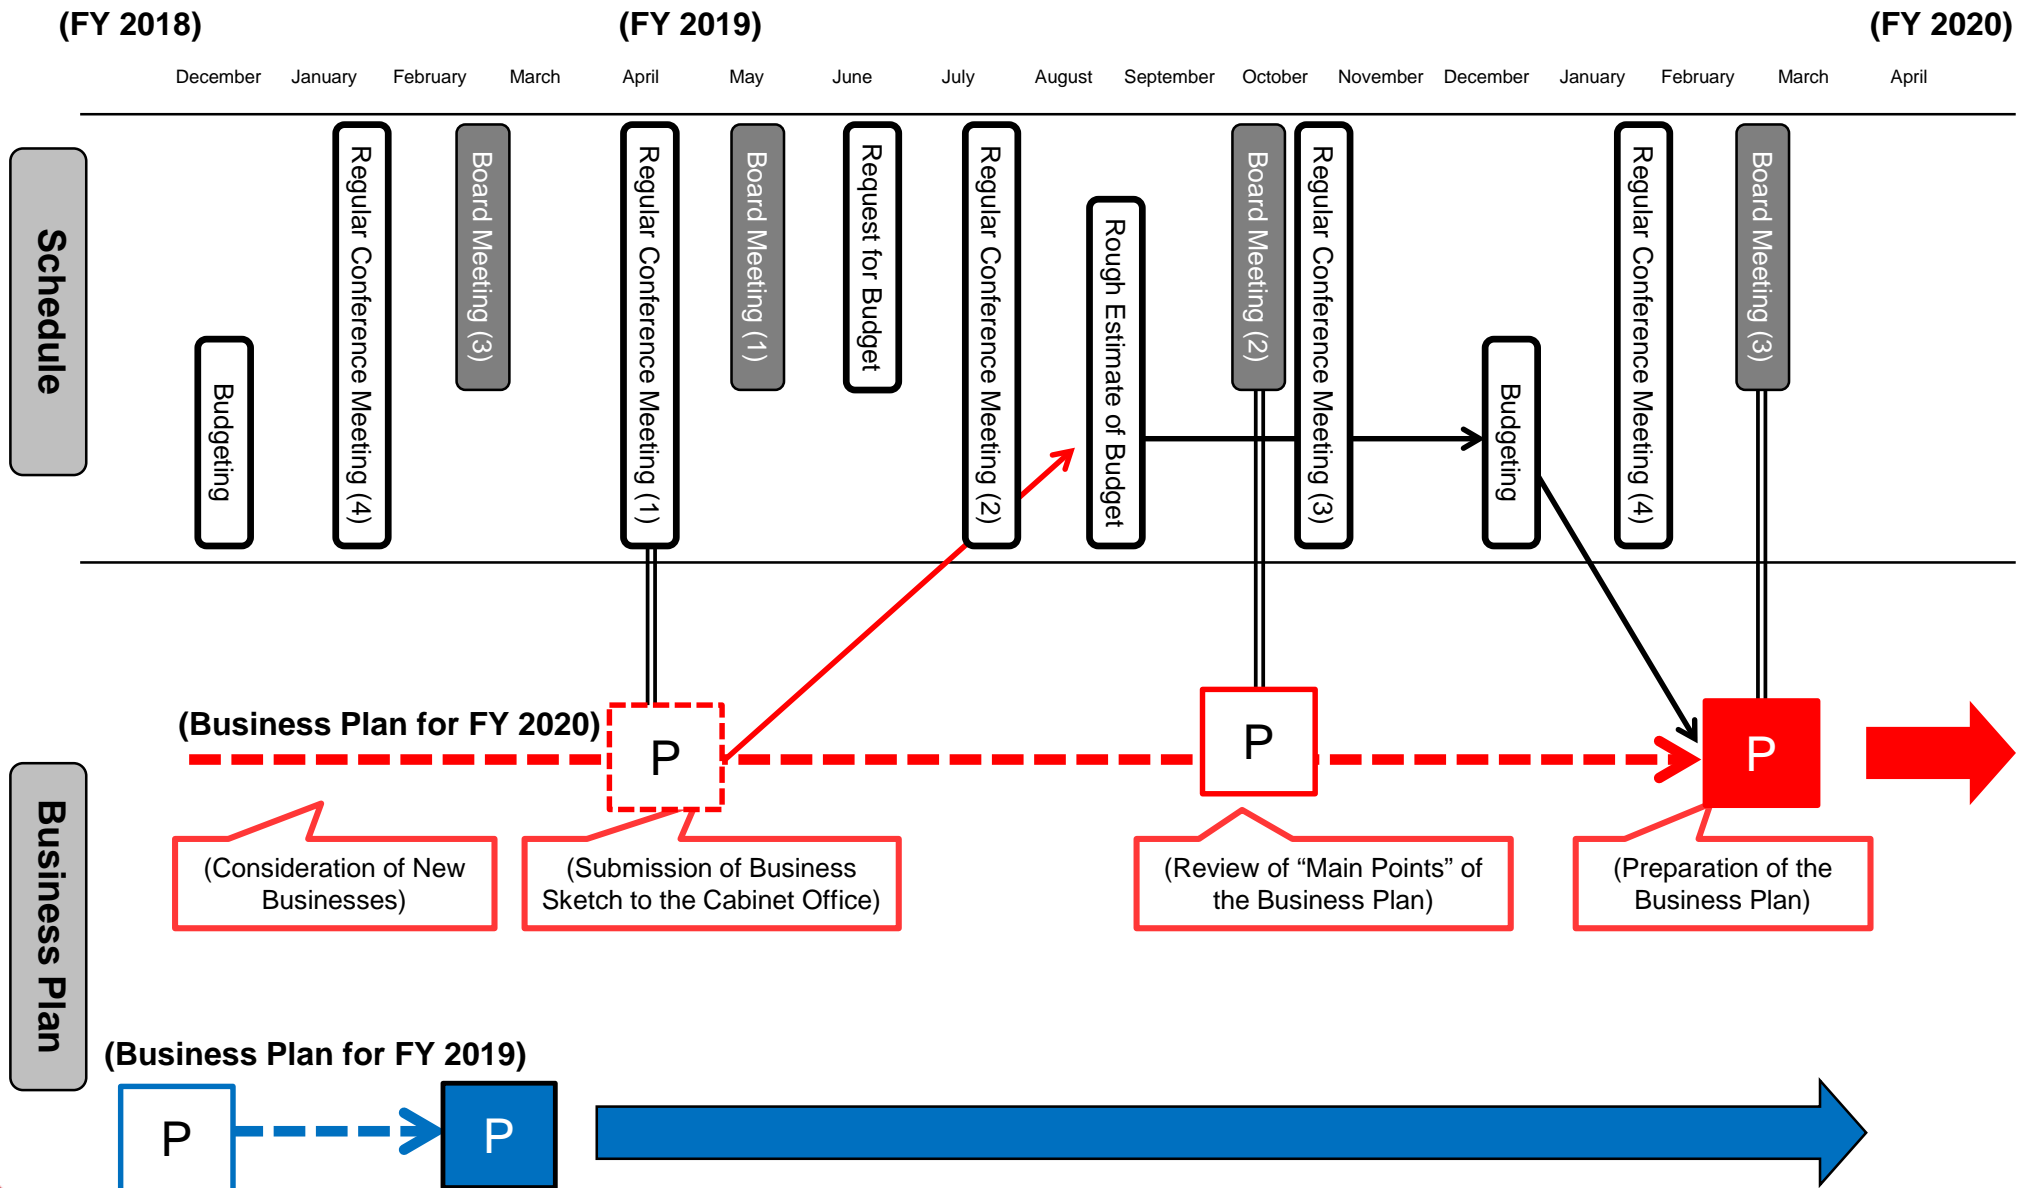 (FY 2018)
(FY 2019)
(FY 2020)
December January February March April May June July August September October November December January February March April
Schedule
Budgeting
Regular Conference Meeting (4)
Board Meeting (3)
Regular Conference Meeting (1)
Board Meeting (1)
Request for Budget
Regular Conference Meeting (2)
Rough Estimate of Budget
Board Meeting (2)
Regular Conference Meeting (3)
Budgeting
Regular Conference Meeting (4)
Board Meeting (3)
Business Plan
(Business Plan for FY 2020)
P
P
P
(Consideration of New
Businesses)
(Submission of Business
Sketch to the Cabinet Office)
(Review of “Main Points” of
the Business Plan)
(Preparation of the
Business Plan)
(Business Plan for FY 2019)
P
P